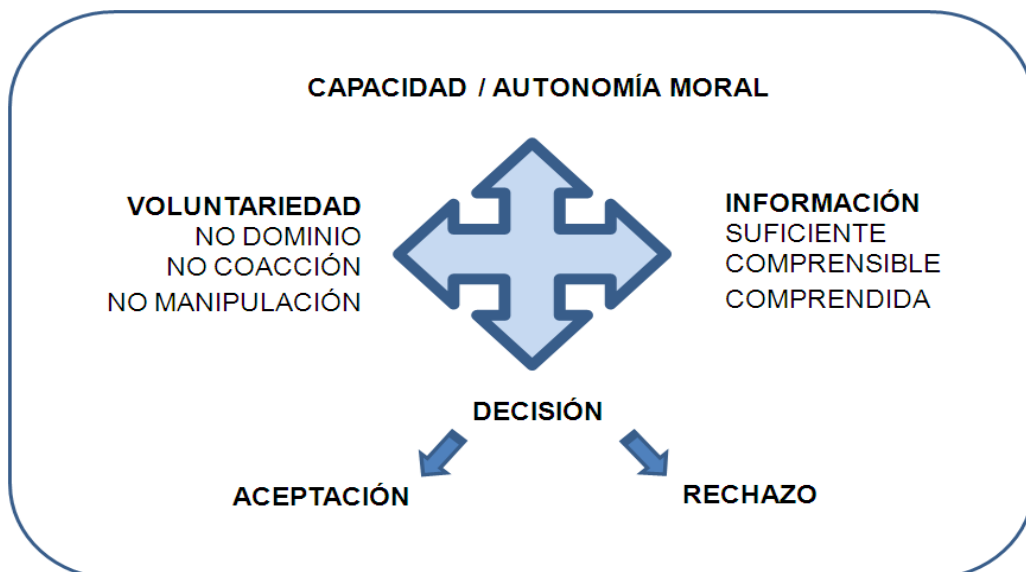 CAPACIDAD / AUTONOMÍA MORAL
VOLUNTARIEDAD
NO DOMINIO
NO COACCIÓN
NO MANIPULACIÓN
INFORMACIÓN
SUFICIENTE
COMPRENSIBLE
COMPRENDIDA
DECISIÓN
ACEPTACIÓN
RECHAZO